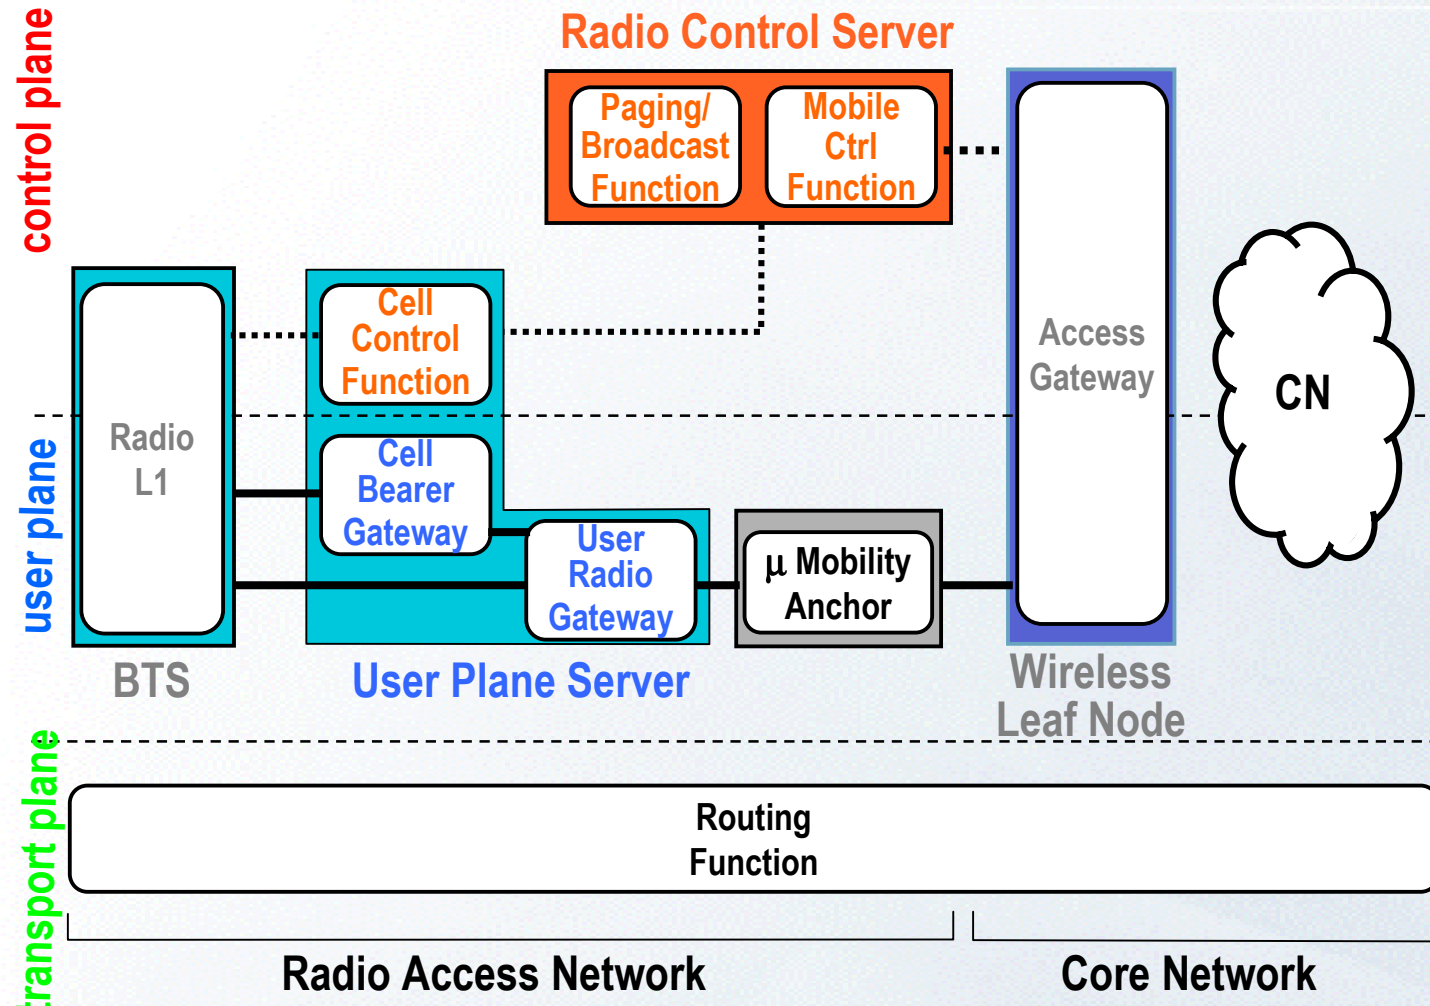 control plane
Radio Control Server
Paging/
Broadcast
Function
Mobile
Ctrl
Function
Cell
Control
Function
Access
Gateway
CN
user plane
Radio
L1
Cell
Bearer
Gateway
User
Radio
Gateway
μ Mobility
Anchor
BTS
User Plane Server
Wireless
Leaf Node
transport plane
Routing
Function
Radio Access Network
Core Network